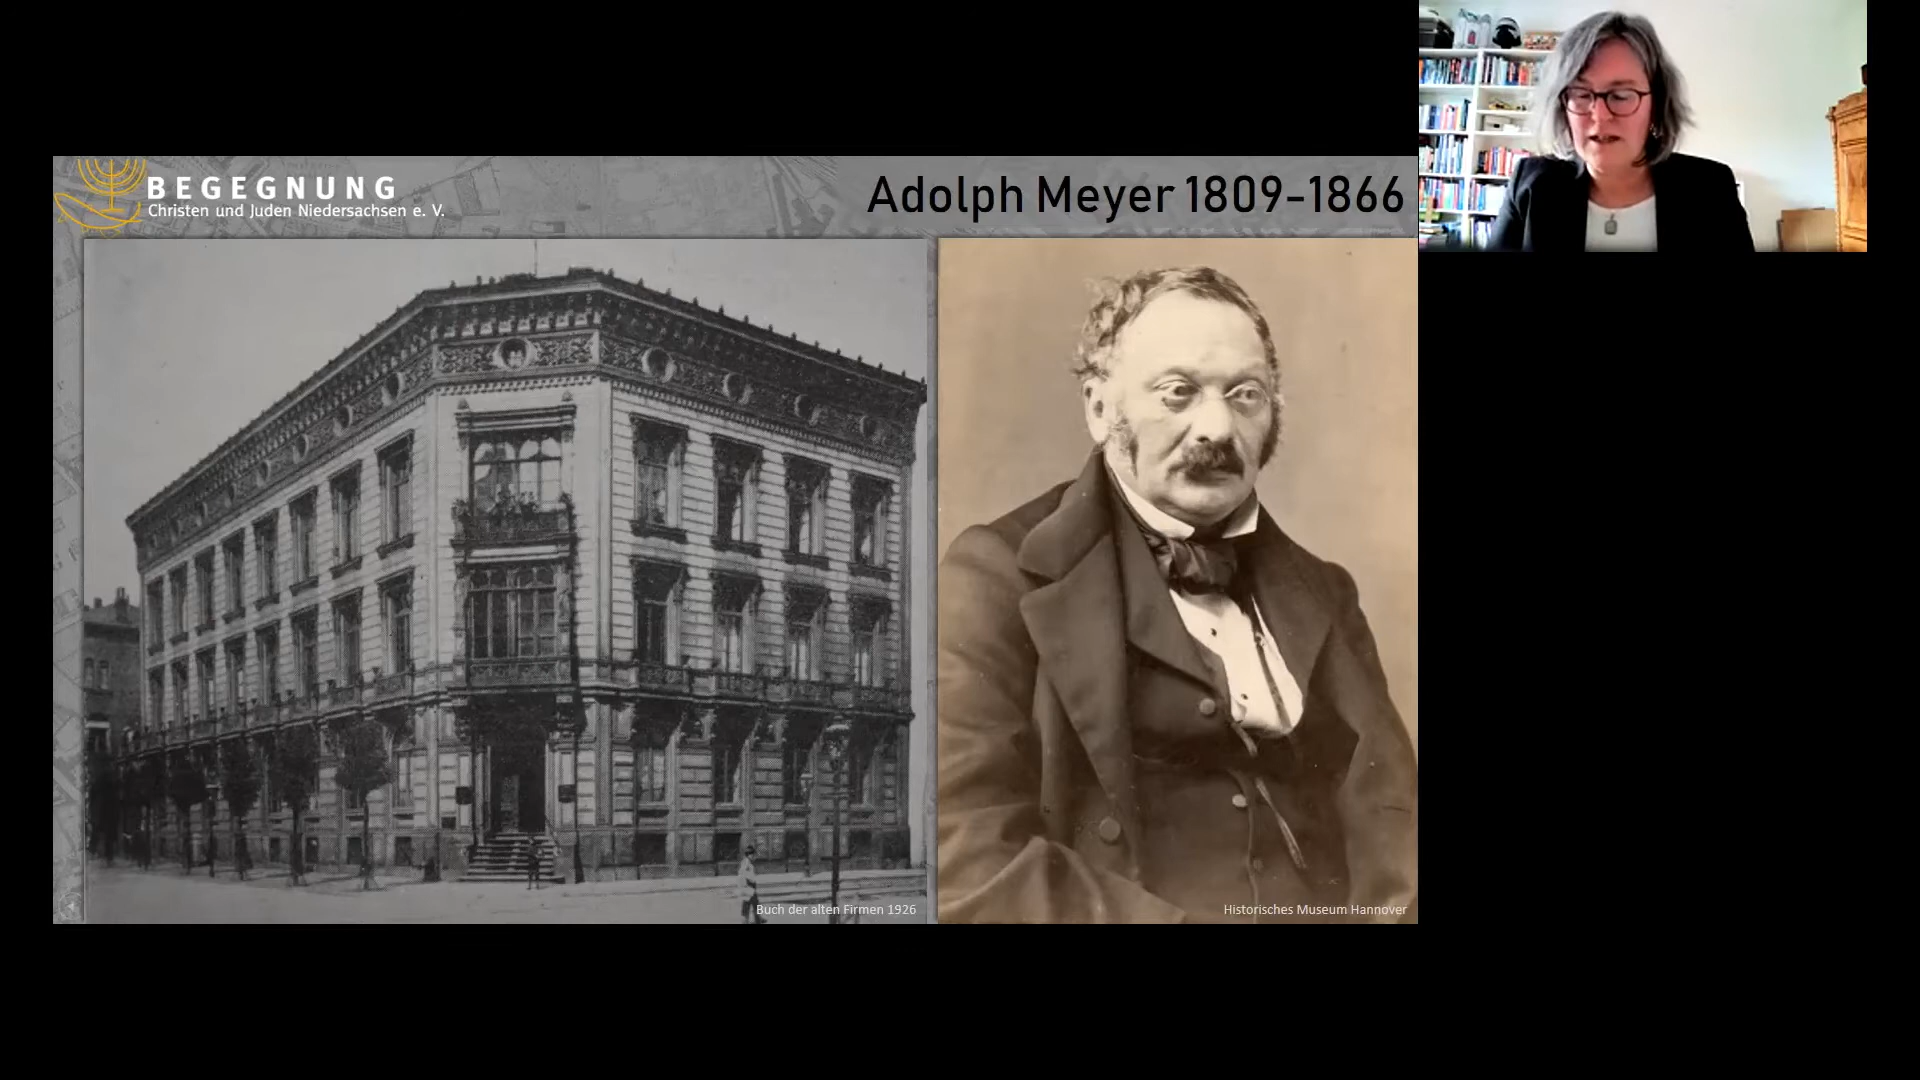 BEGEGNUNG
Christen und Juden Niedersachsen e. V.
Adolph Meyer 1809-1866
Buch der alten Firmen 1926
Historisches Museum Hannover